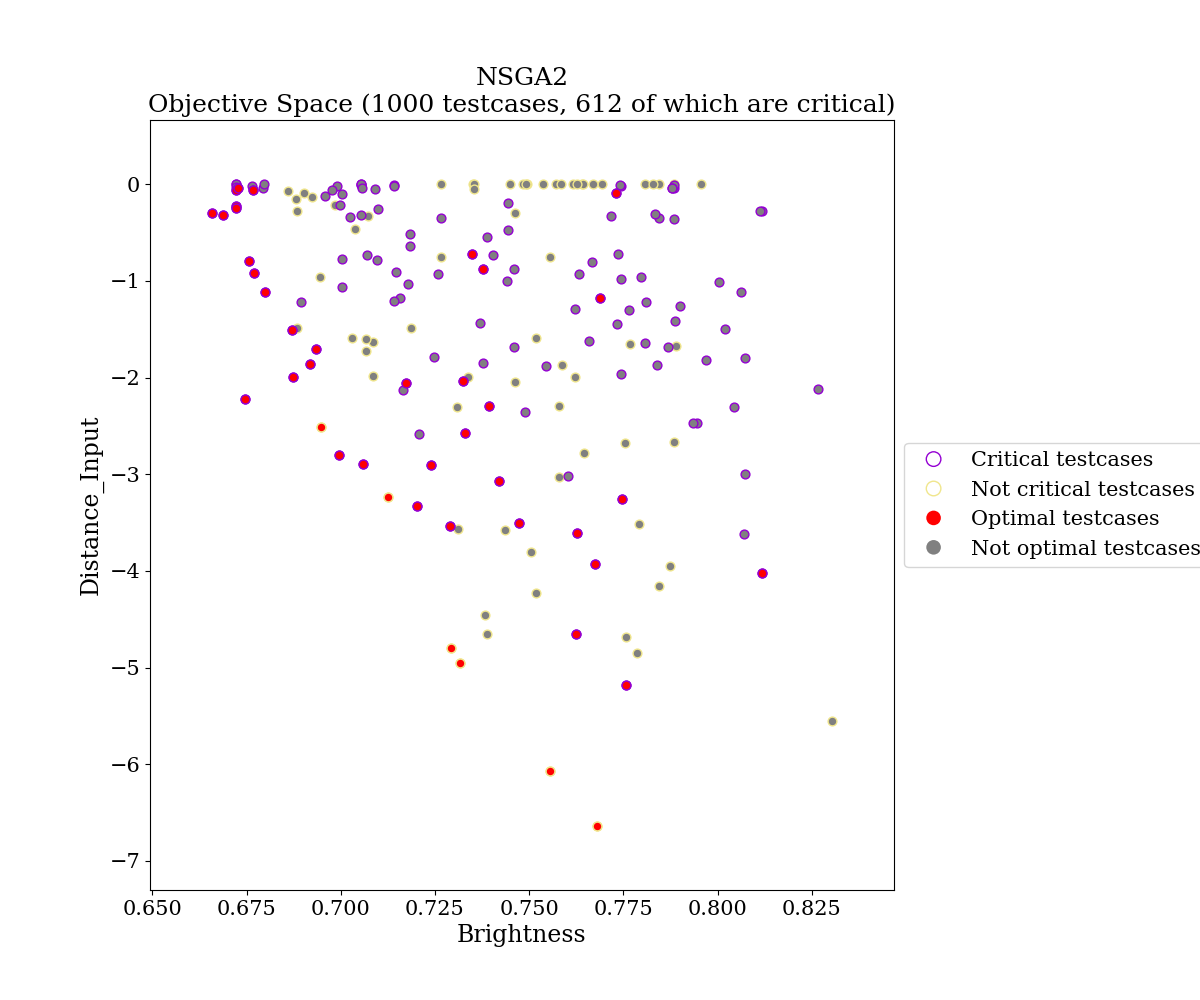 NSGA2
Objective Space (1000 testcases, 612 of which are critical)
0
−1
−2
−3
−4
−5
−6
−7
Distance_Input
0.650 0.675 0.700 0.725 0.750 0.775 0.800 0.825
Brightness
Critical testcases
Not critical testcases
Optimal testcases
Not optimal testcases